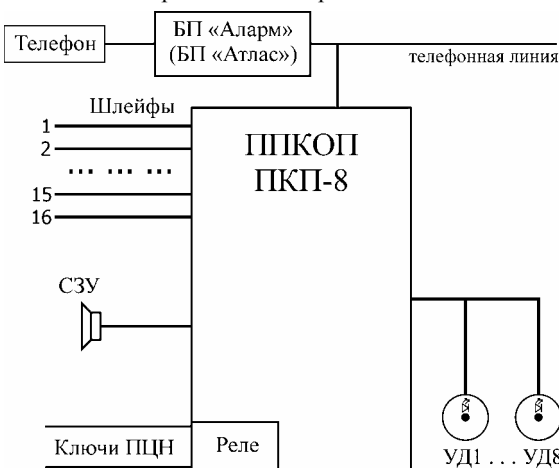 БП «Аларм»
(БП «Атлас»)
Телефон
телефонная линия
Шлейфы
1
2
... ... ...
15
16
ППКОП
ПКП-8
СЗУ
Ключи ПЦН
Реле
УД1 . . . УД8